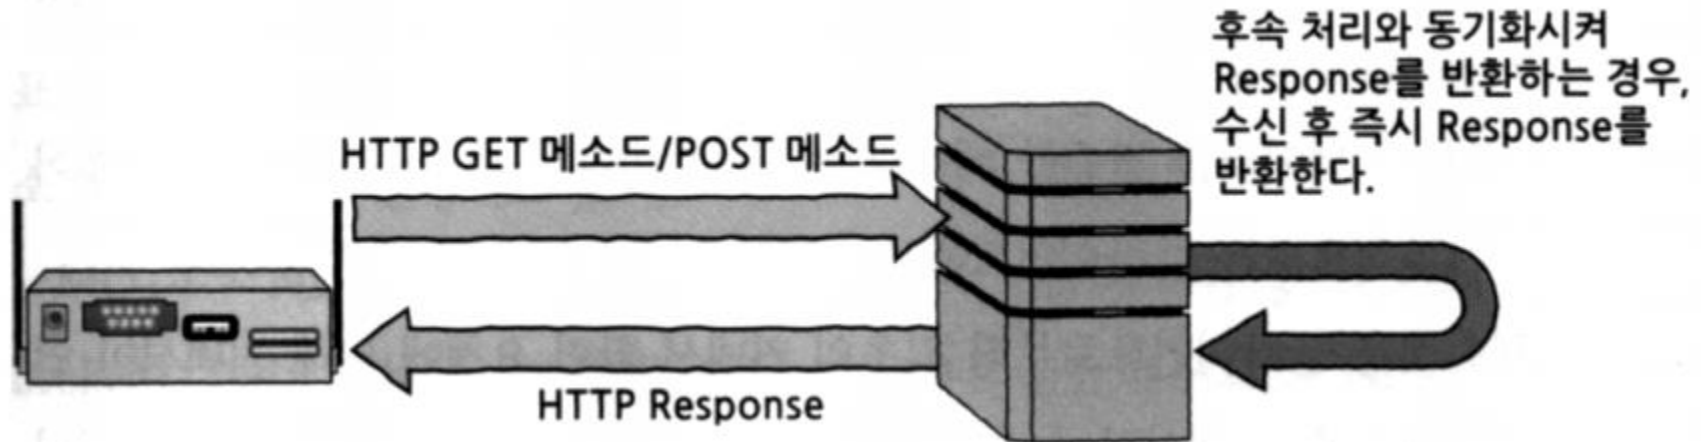 후속 처리와 동기화시켜
Response를 반환하는 경우,
수신 후 즉시 Response를
반환한다.
HTTP GET 메소드/POST 메소드
HTTP Response